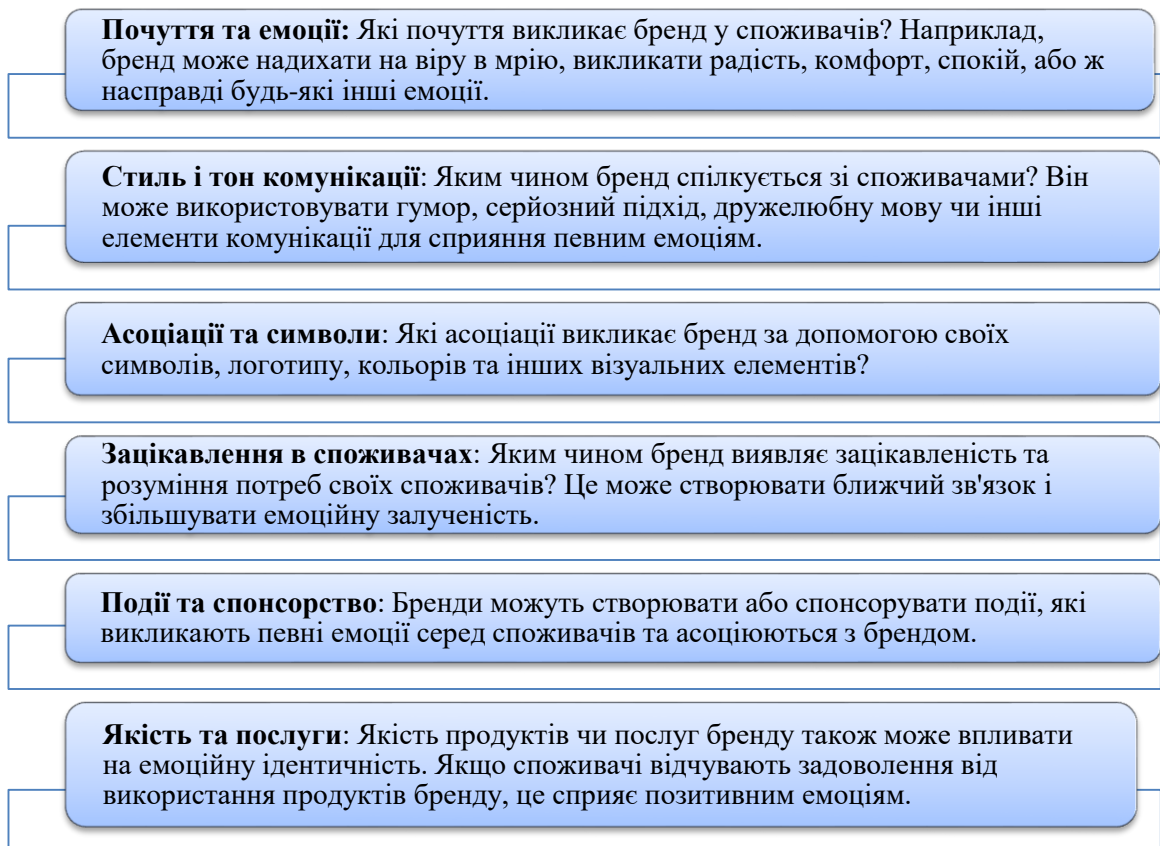 Почуття та емоції: Які почуття викликає бренд у споживачів? Наприклад,
бренд може надихати на віру в мрію, викликати радість, комфорт, спокій, або ж
насправді будь-які інші емоції.
Стиль і тон комунікації: Яким чином бренд спілкується зі споживачами? Він
може використовувати гумор, серйозний підхід, дружелюбну мову чи інші
елементи комунікації для сприяння певним емоціям.
Асоціації та символи: Які асоціації викликає бренд за допомогою своїх
символів, логотипу, кольорів та інших візуальних елементів?
Зацікавлення в споживачах: Яким чином бренд виявляє зацікавленість та
розуміння потреб своїх споживачів? Це може створювати ближчий зв'язок і
збільшувати емоційну залученість.
Події та спонсорство: Бренди можуть створювати або спонсорувати події, які
викликають певні емоції серед споживачів та асоціюються з брендом.
Якість та послуги: Якість продуктів чи послуг бренду також може впливати
на емоційну ідентичність. Якщо споживачі відчувають задоволення від
використання продуктів бренду, це сприяє позитивним емоціям.